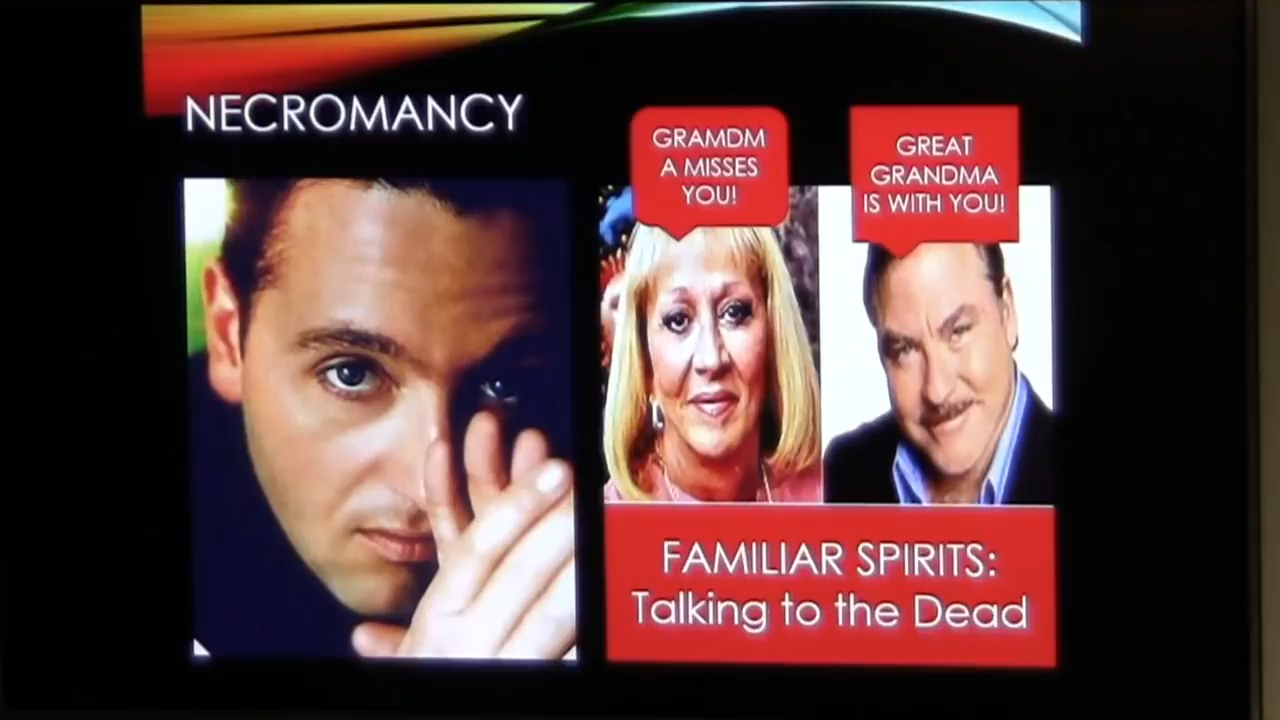 NECROMANCY
GRAMDM
A MISSES
YOU!
GREAT
GRANDMA
IS WITH YOU!
FAMILIAR SPIRITS:
Talking to the Dead